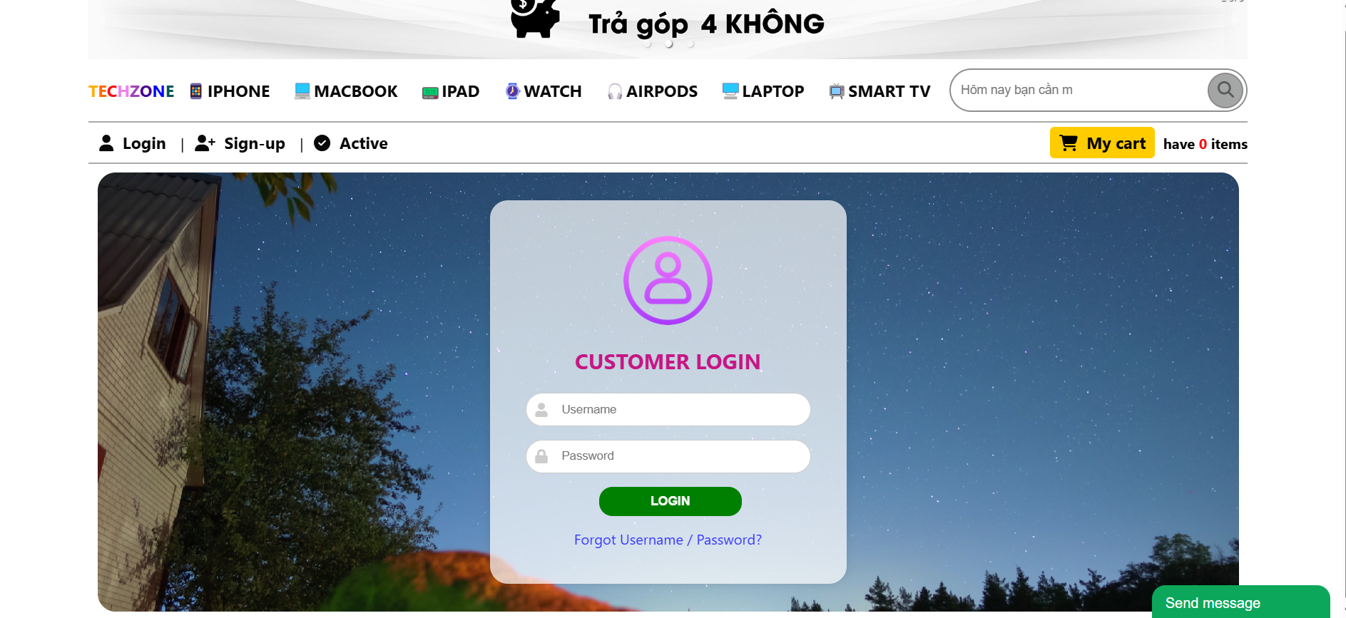 Trả góp 4 KHÔNG
TECHZONE IPHONE MACBOOK IPAD WATCH AIRPODS LAPTOP SMART TV Hôm nay bạn cần m
Login | Sign-up | Active My cart have 0 items
CUSTOMER LOGIN
Username
Password
LOGIN
Forgot Username / Password?
Send message